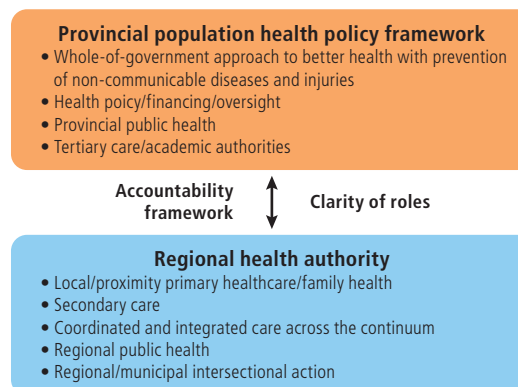 Provincial population health policy framework
• Whole-of-government approach to better health with prevention
of non-communicable diseases and injuries
• Health poicy/financing/oversight
• Provincial public health
• Tertiary care/academic authorities
Accountability
framework
Clarity of roles
Regional health authority
• Local/proximity primary healthcare/family health
• Secondary care
• Coordinated and integrated care across the continuum
• Regional public health
• Regional/municipal intersectional action